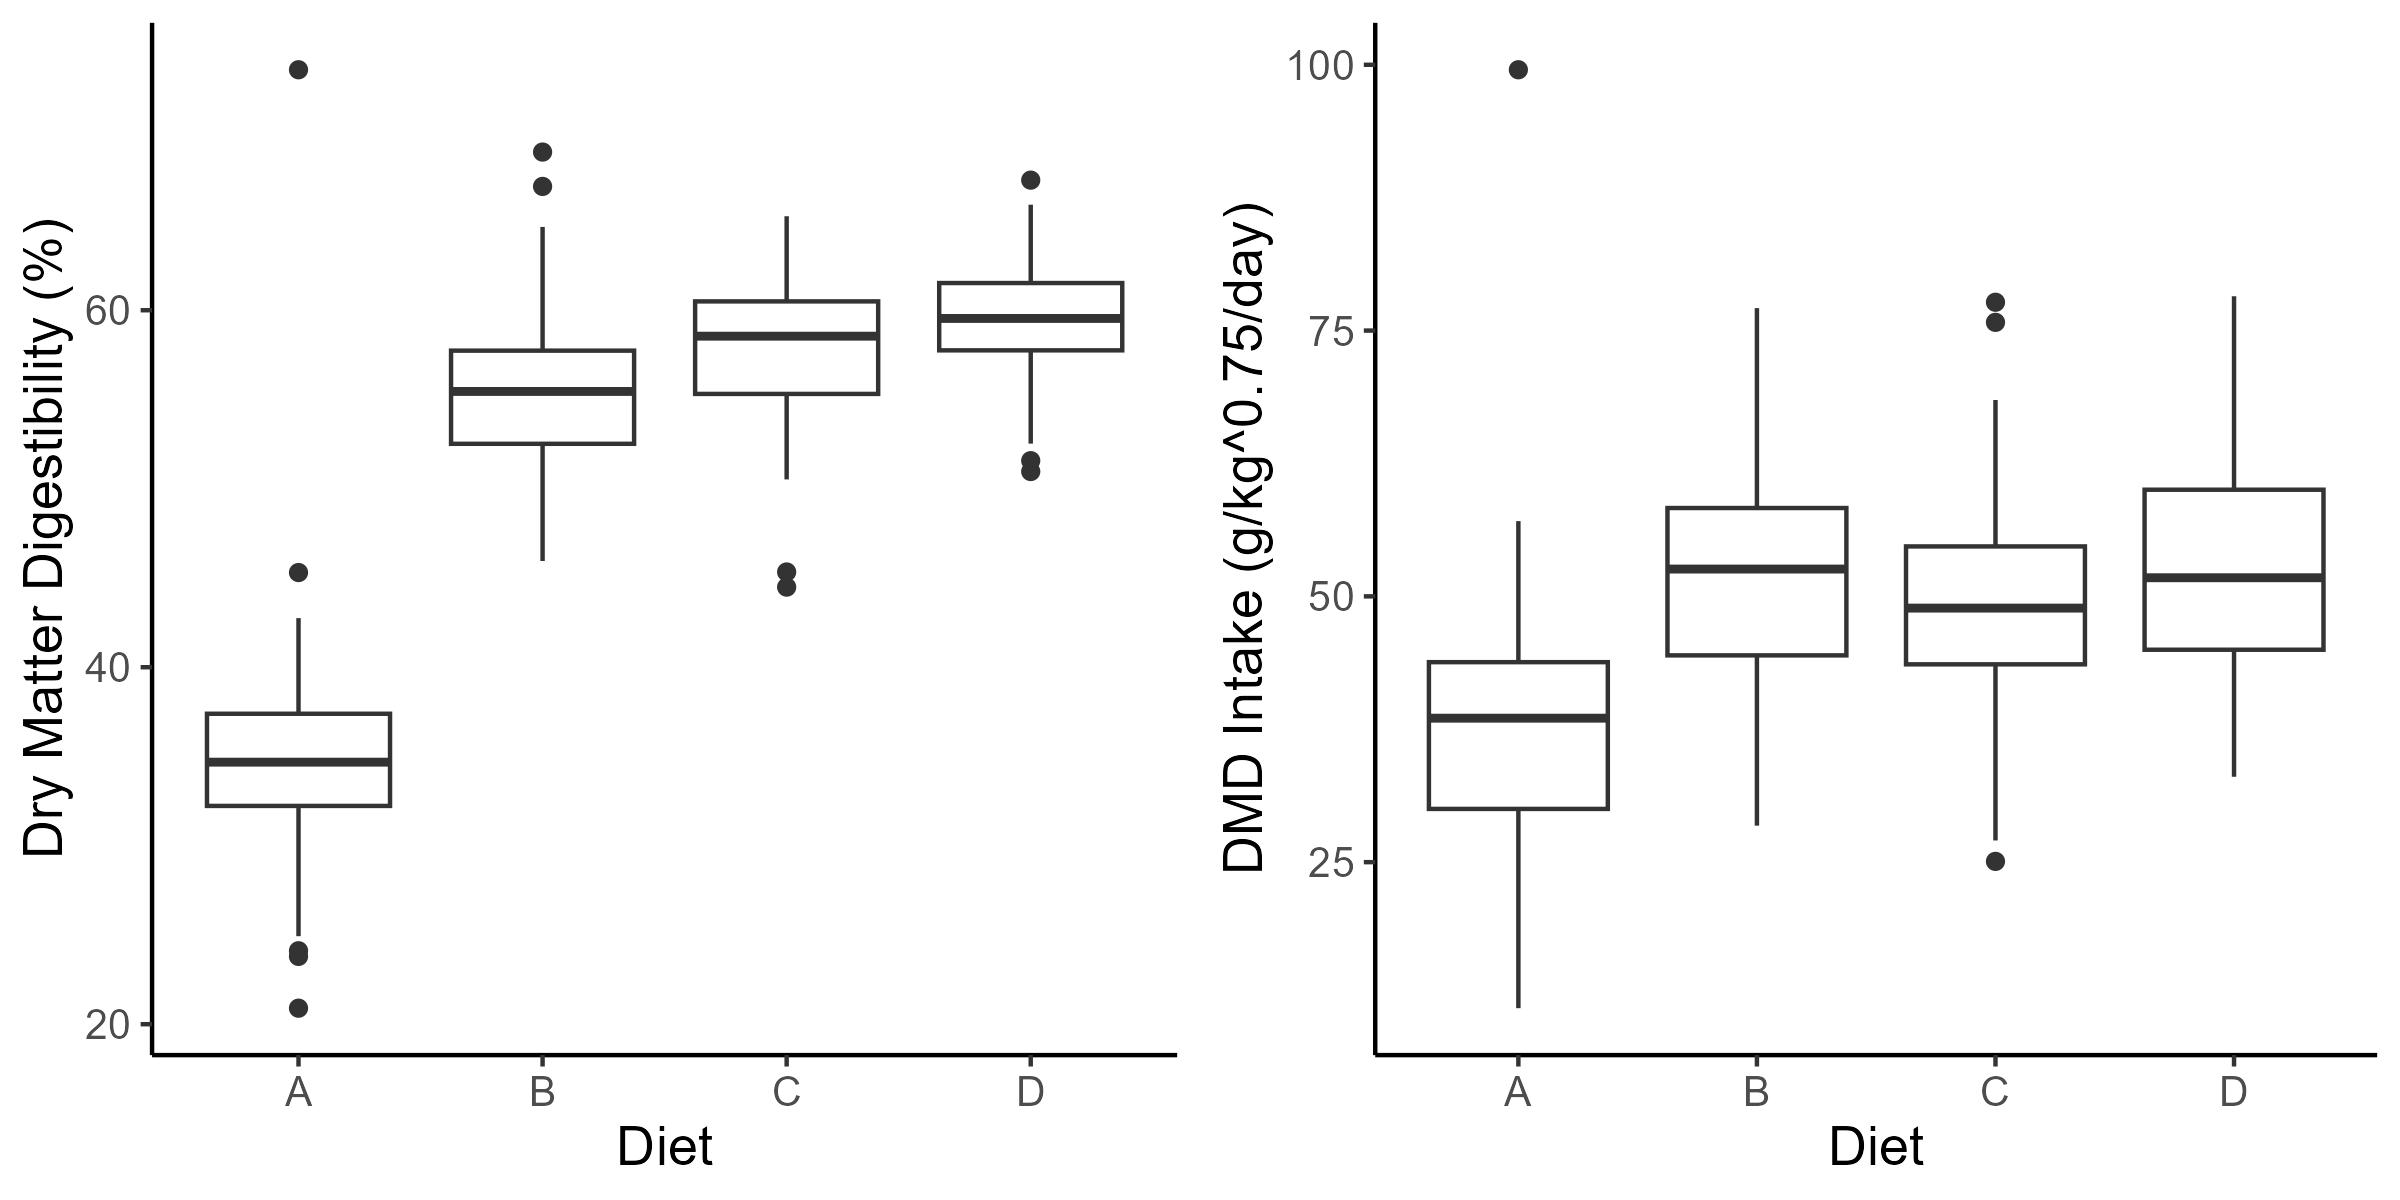 Dry Matter Digestibility (%)
60
40
20
A B C D
Diet
DMD Intake (g/kg^0.75/day)
100
75
50
25
A B C D
Diet